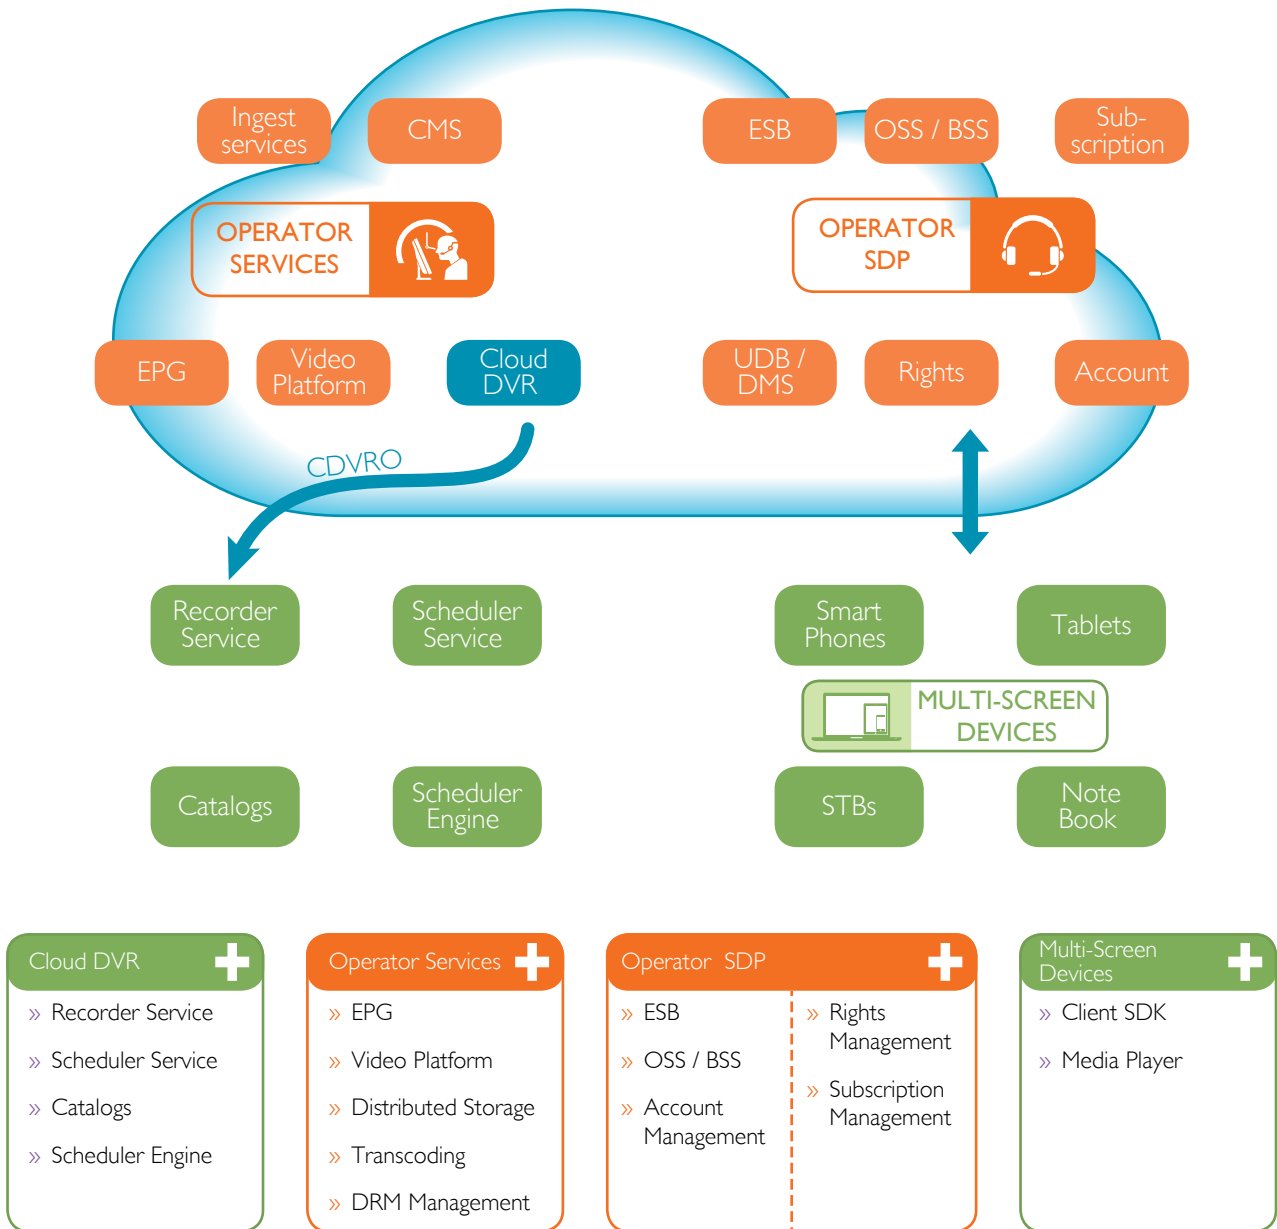 Ingest
services
CMS
ESB
OSS / BSS
Sub-
scription
OPERATOR
SERVICES
OPERATOR
SDP
EPG
Video
Platform
Cloud
DVR
UDB /
DMS
Rights
Account
CDVRO
Recorder
Service
Scheduler
Service
Smart
Phones
Tablets
MULTI-SCREEN
DEVICES
Catalogs
Scheduler
Engine
STBs
Note
Book
Cloud DVR
» Recorder Service
» Scheduler Service
» Catalogs
» Scheduler Engine
Operator Services
» EPG
» Video Platform
» Distributed Storage
» Transcoding
» DRM Management
Operator SDP
» ESB
» OSS / BSS
» Account
Management
» Rights
Management
» Subscription
Management
Multi-Screen
Devices
» Client SDK
» Media Player